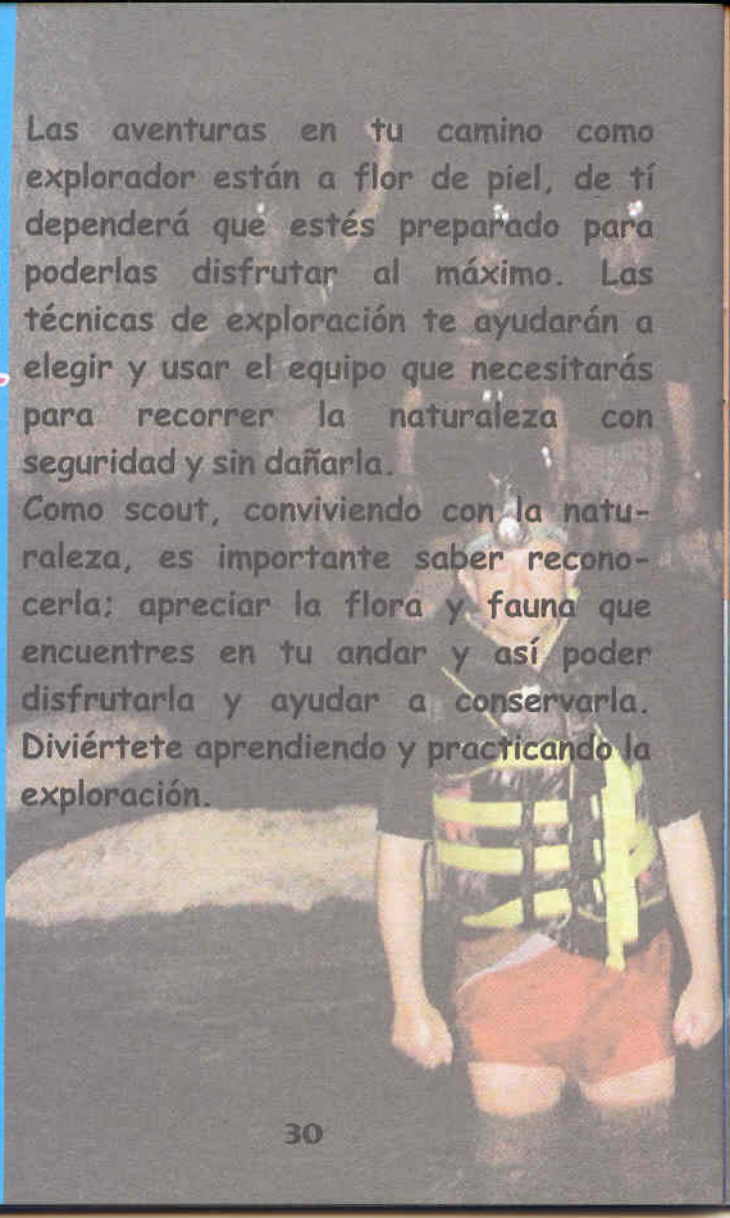 Las aventuras en tu camino como
explorador están a flor de piel, de tí
dependerá que estés preparado para
poderlas disfrutar al máximo. Las
técnicas de exploración te ayudarán a
elegir y usar el equipo que necesitarás
para recorrer la naturaleza con
seguridad y sin dañarla.
Como scout, conviviendo con la natu-
raleza, es importante saber recono-
cerla; apreciar la flora y fauna que
encuentres en tu andar y así poder
disfrutarla y ayudar a conservarla.
Diviértete aprendiendo y practicando la
exploración.
30